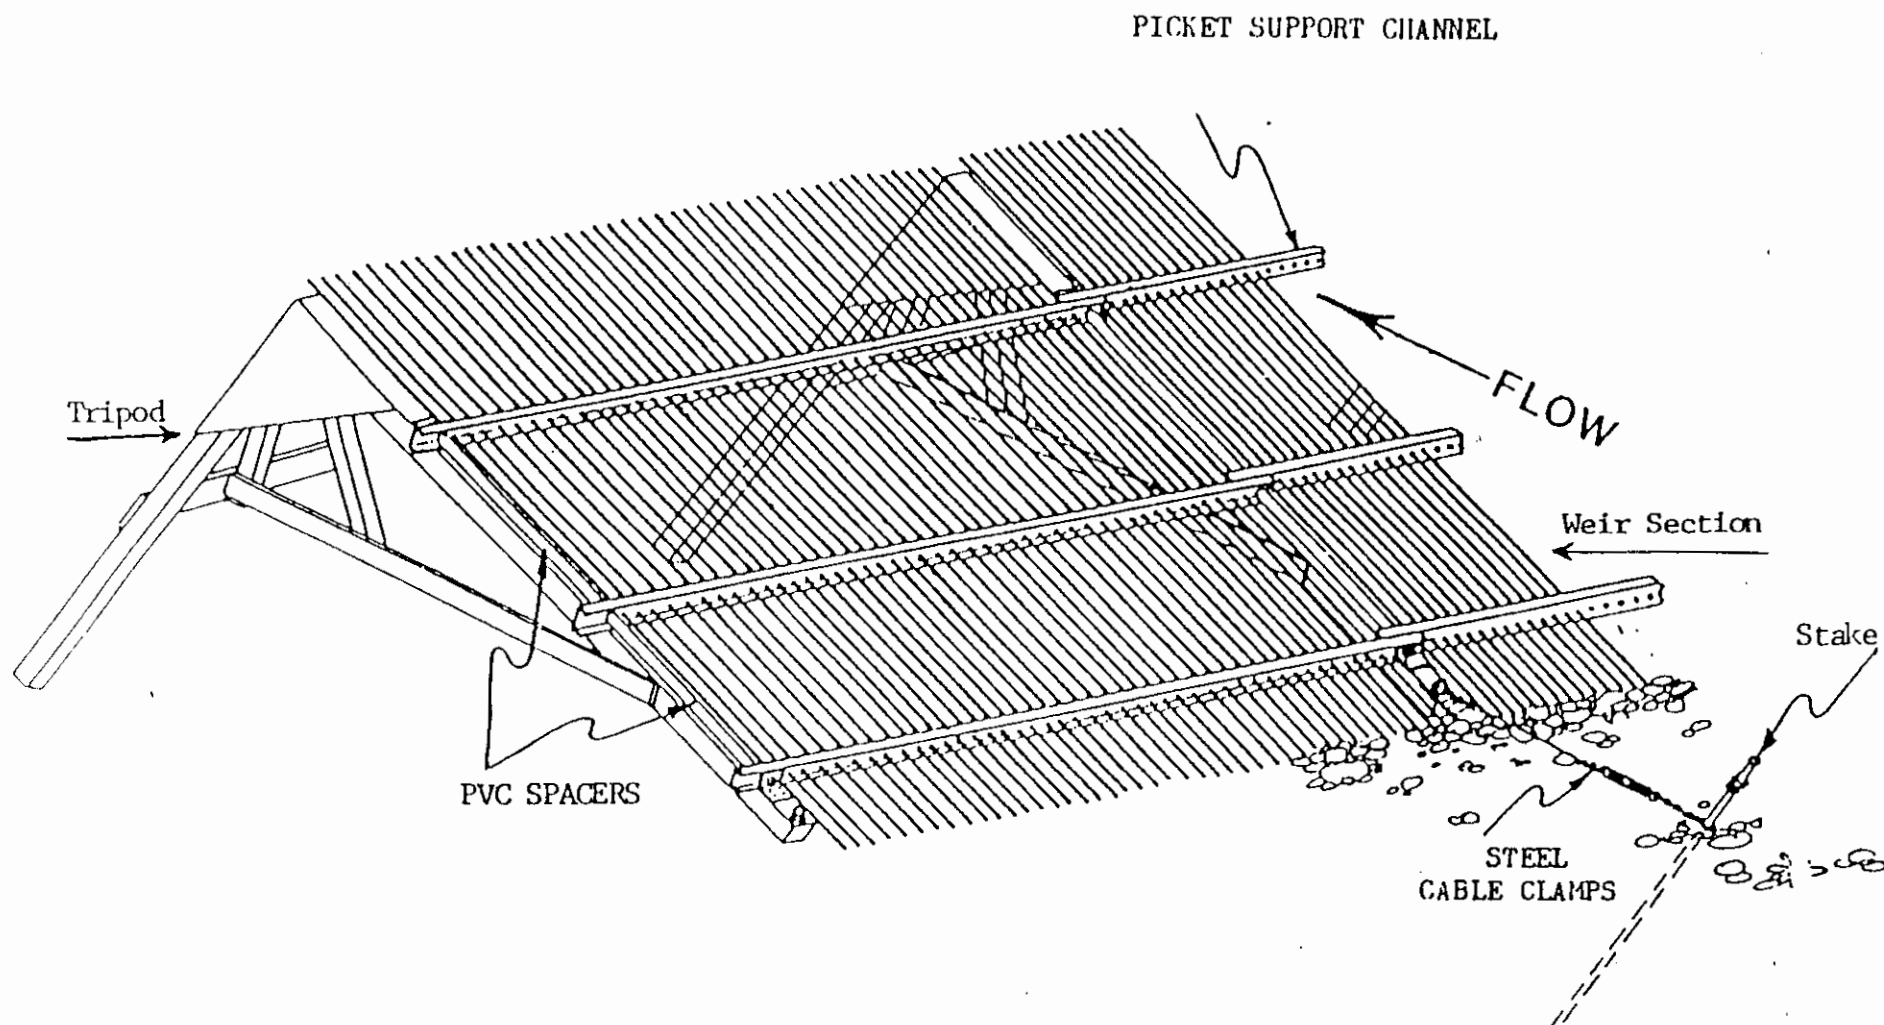 PICKET SUPPORT CHANNEL
Tripod
FLOW
Weir Section
Stake
PVC SPACERS
STEEL
CABLE CLAMPS